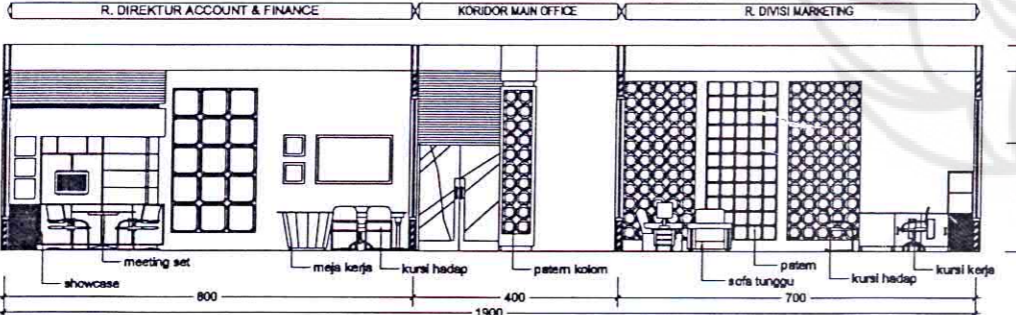 R. DIREKTUR ACCOUNT & FINANCE KORIDOR MAIN OFFICE R. DIVISI MARKETING
meeting set
showcase
meja kerja
kursi hadap
patern kolom
sofa tunggu
patern
kursi hadap
kursi kerja
800 400 700
1900